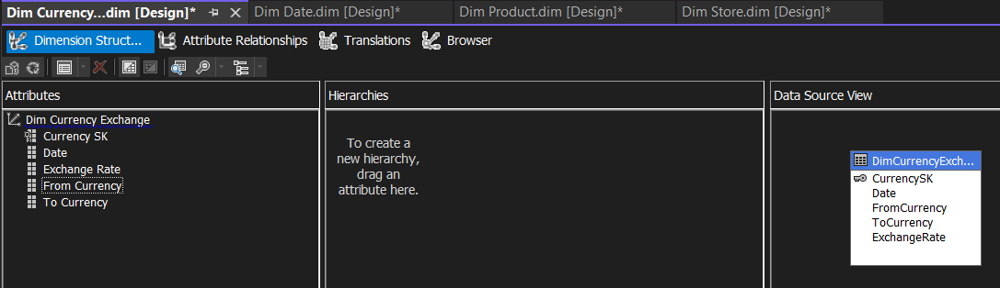 Dim Currency...dim [Design]* Dim Date.dim [Design]* Dim Product.dim [Design]* Dim Store.dim [Design]*
Dimension Struct... Attribute Relationships Translations Browser
Attributes
Dim Currency Exchange
Currency SK
Date
Exchange Rate
From Currency
To Currency
Hierarchies
To create a
new hierarchy,
drag an
attribute here.
Data Source View
DimCurrencyExch...
CurrencySK
Date
FromCurrency
ToCurrency
ExchangeRate